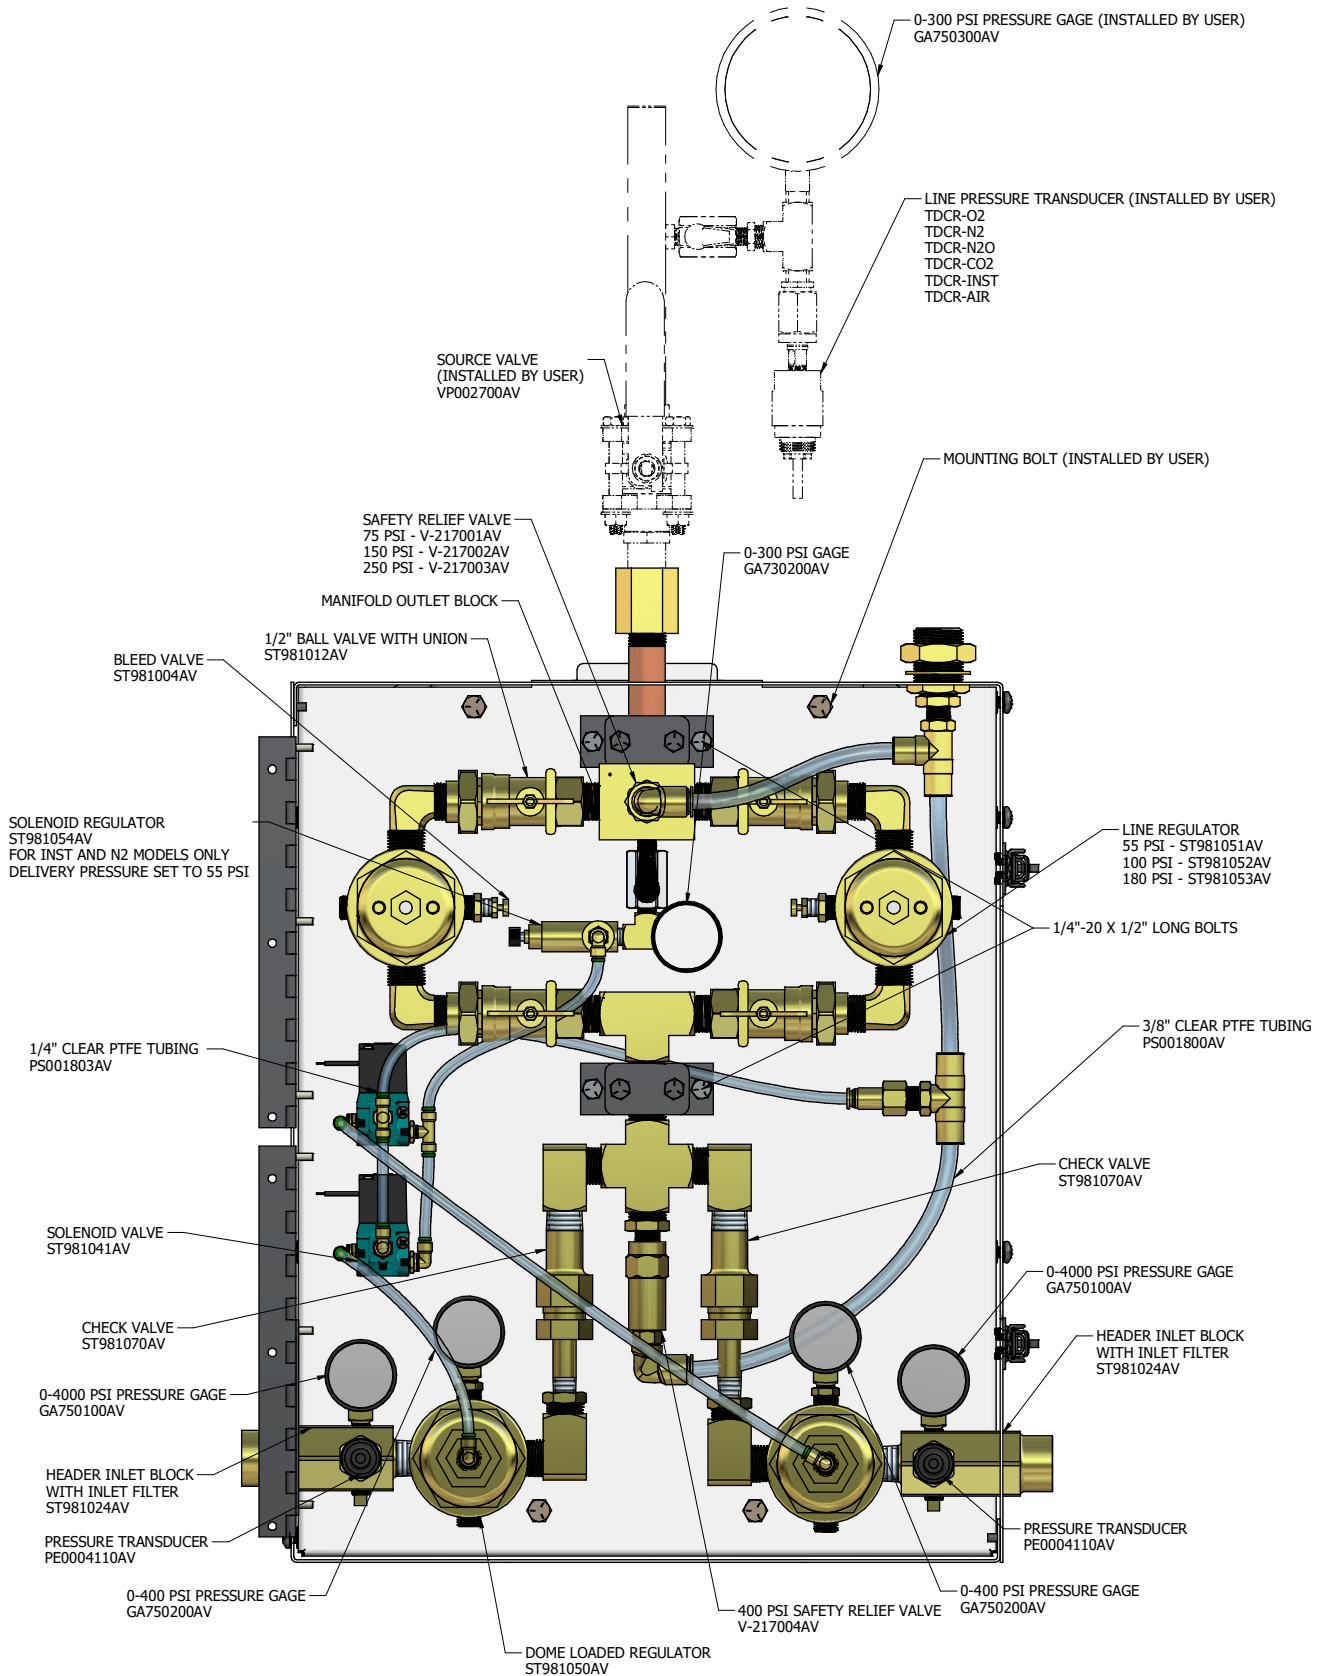 0-300 PSI PRESSURE GAGE (INSTALLED BY USER)
GA750300AV
LINE PRESSURE TRANSDUCER (INSTALLED BY USER)
TDCR-O2
TDCR-N2
TDCR-N2O
TDCR-CO2
TDCR-INST
TDCR-AIR
SOURCE VALVE
(INSTALLED BY USER)
VP002700AV
MOUNTING BOLT (INSTALLED BY USER)
SAFETY RELIEF VALVE
75 PSI - V-217001AV
150 PSI - V-217002AV
250 PSI - V-217003AV
0-300 PSI GAGE
GA730200AV
MANIFOLD OUTLET BLOCK
1/2" BALL VALVE WITH UNION
ST981012AV
BLEED VALVE
ST981004AV
SOLENOID REGULATOR
ST981054AV
FOR INST AND N2 MODELS ONLY
DELIVERY PRESSURE SET TO 55 PSI
LINE REGULATOR
55 PSI - ST981051AV
100 PSI - ST981052AV
180 PSI - ST981053AV
1/4"-20 X 1/2" LONG BOLTS
3/8" CLEAR PTFE TUBING
PS001800AV
1/4" CLEAR PTFE TUBING
PS001803AV
CHECK VALVE
ST981070AV
SOLENOID VALVE
ST981041AV
0-4000 PSI PRESSURE GAGE
GA750100AV
CHECK VALVE
ST981070AV
HEADER INLET BLOCK
WITH INLET FILTER
ST981024AV
0-4000 PSI PRESSURE GAGE
GA750100AV
HEADER INLET BLOCK
WITH INLET FILTER
ST981024AV
PRESSURE TRANSDUCER
PE0004110AV
PRESSURE TRANSDUCER
PE0004110AV
0-400 PSI PRESSURE GAGE
GA750200AV
0-400 PSI PRESSURE GAGE
GA750200AV
400 PSI SAFETY RELIEF VALVE
V-217004AV
DOME LOADED REGULATOR
ST981050AV